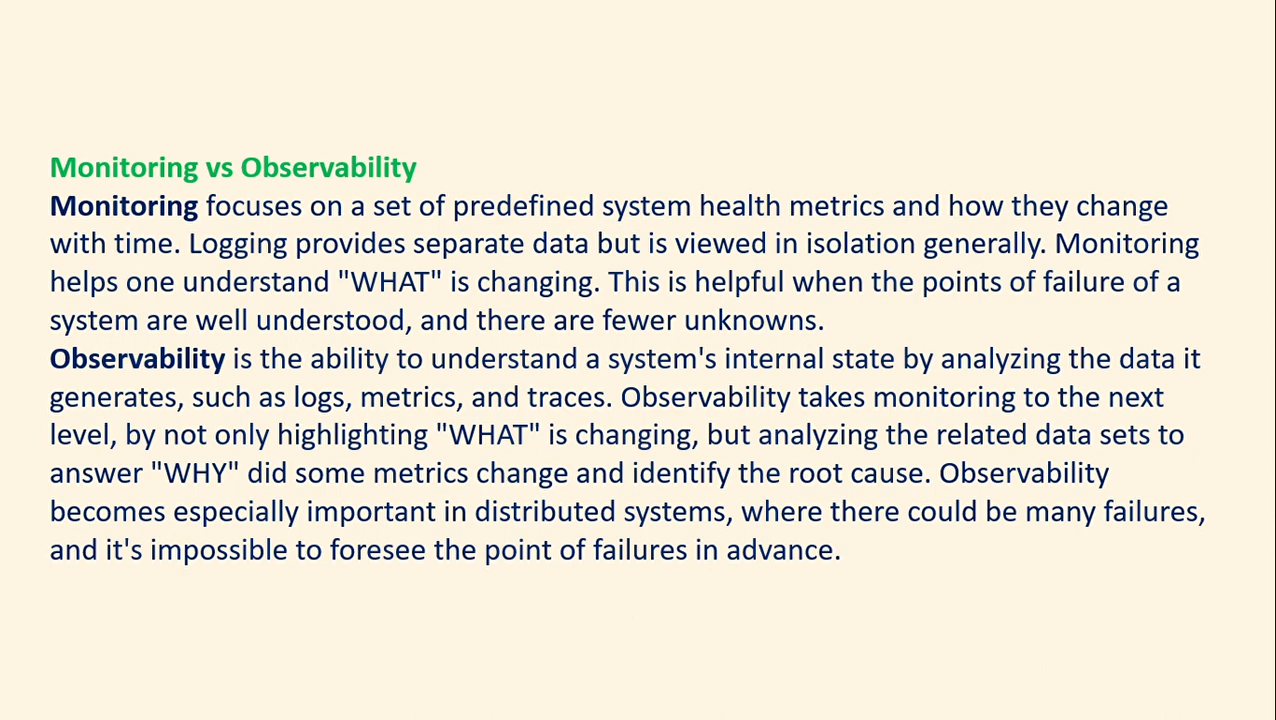 Monitoring vs Observability
Monitoring focuses on a set of predefined system health metrics and how they change
with time. Logging provides separate data but is viewed in isolation generally. Monitoring
helps one understand "WHAT" is changing. This is helpful when the points of failure of a
system are well understood, and there are fewer unknowns.
Observability is the ability to understand a system's internal state by analyzing the data it
generates, such as logs, metrics, and traces. Observability takes monitoring to the next
level, by not only highlighting "WHAT" is changing, but analyzing the related data sets to
answer "WHY" did some metrics change and identify the root cause. Observability
becomes especially important in distributed systems, where there could be many failures,
and it's impossible to foresee the point of failures in advance.